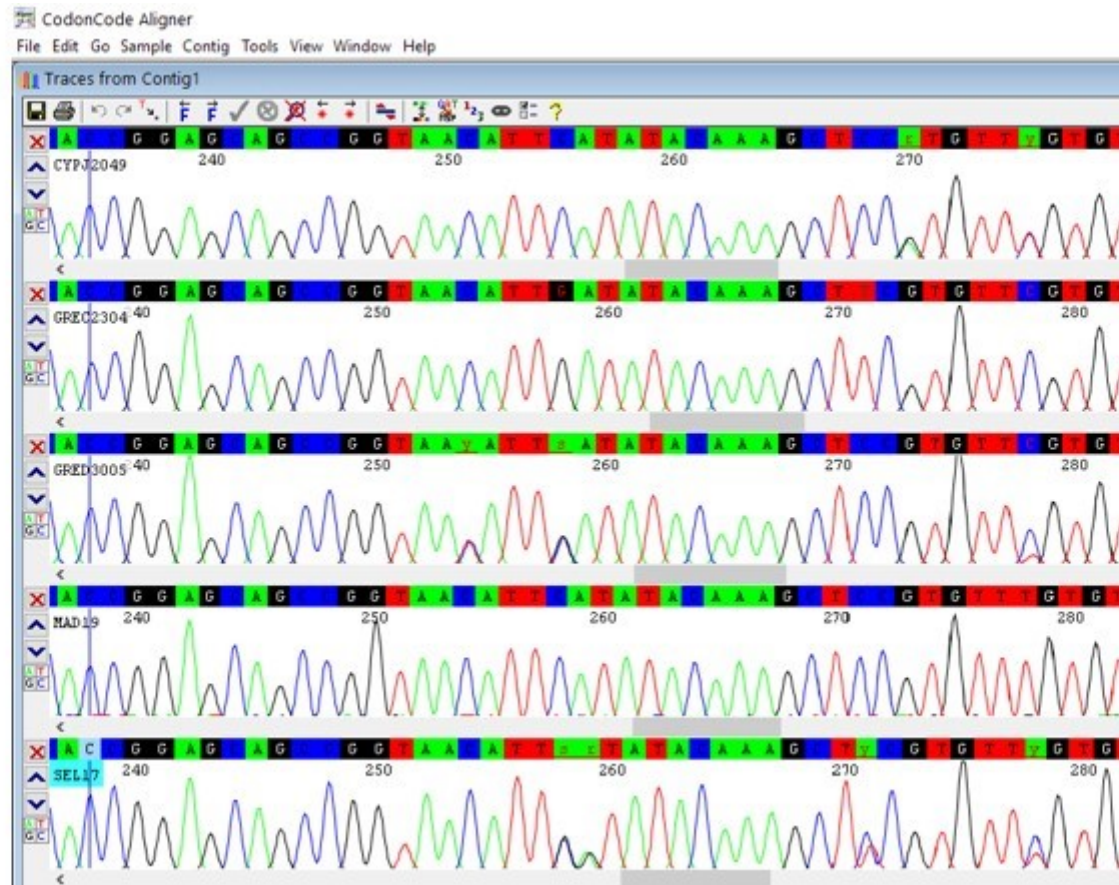 CodonCode Aligner
File Edit Go Sample Contig Tools View Window Help
Traces from Contig1
A C C G G A G C A G C C G G T A A C A T T C A T A T A C A A A G C T C C r T G T T y G T G
240 250 260 270
CYPJ2049
A C C G G A G C A G C C G G T A A C A T T G A T A T A C A A A G C T T C G T G T T C G T G
40 250 260 270 280
GREC2304
A C C G G A G C A G C C G G T A A y A T T s A T A T A C A A A G C T C C G T G T T C G T G
40 250 260 270 280
GRED3005
A C C G G A G C A G C C G G T A A C A T T C A T A T A C A A A G C T C C G T G T T T G T G
240 250 260 270 280
MAD19
A C C G G A G C A G C C G G T A A C A T T s r T A T A C A A A G C T y C G T G T T y G T G
240 250 260 270 280
SEL17